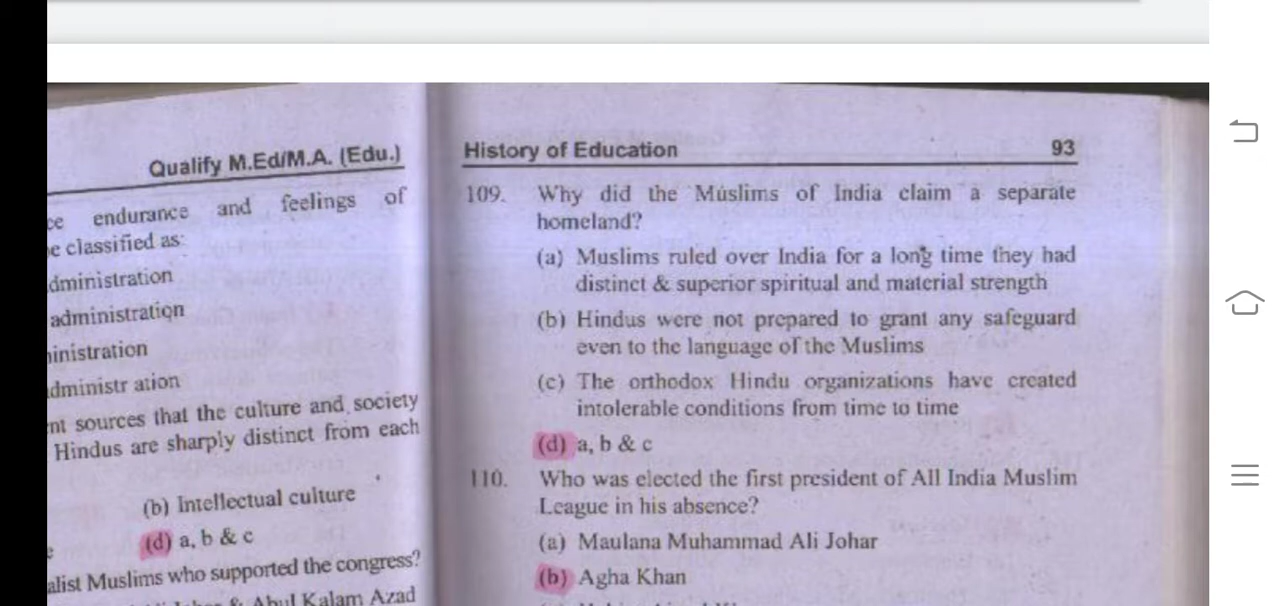 Qualify M.Ed/M.A. (Edu.)
endurance and feelings of
classified as:
administration
inistration
nt sources that the culture and society
Hindus are sharply distinct from each
(b) Intellectual culture
(d) a, b & c
alist Muslims who supported the congress?
& Abul Kalam Azad
History of Education 93
109. Why did the Muslims of India claim a separate
homeland?
(a) Muslims ruled over India for a long time they had
distinct & superior spiritual and material strength
(b) Hindus were not prepared to grant any safeguard
even to the language of the Muslims
(c) The orthodox Hindu organizations have created
intolerable conditions from time to time
(d) a, b & c
110. Who was elected the first president of All India Muslim
League in his absence?
(a) Maulana Muhammad Ali Johar
(b) Agha Khan